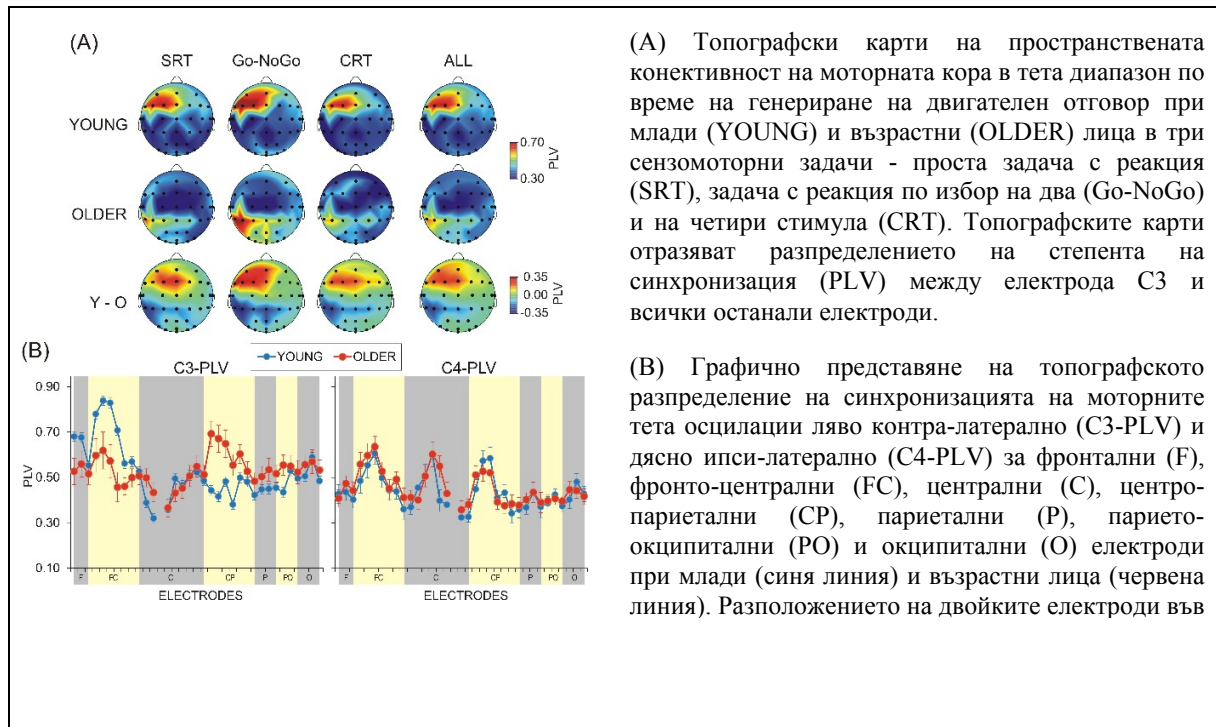 (A)
SRT Go-NoGo CRT ALL
YOUNG
0.70
PLV
0.30
OLDER
Y - O
0.35
0.00
-0.35
PLV
(B)
YOUNG OLDER
C3-PLV C4-PLV
0.90
0.70
0.50
0.30
0.10
PLV
F FC C CP P PO O F FC C CP P PO O
ELECTRODES ELECTRODES
(A) Топографски карти на пространствената
конективност на моторната кора в тета диапазон по
време на генериране на двигателен отговор при
млади (YOUNG) и възрастни (OLDER) лица в три
сензомоторни задачи - проста задача с реакция
(SRT), задача с реакция по избор на два (Go-NoGo)
и на четири стимула (CRT). Топографските карти
отразяват разпределението на степента на
синхронизация (PLV) между електрода С3 и
всички останали електроди.
(B) Графично представяне на топографското
разпределение на синхронизацията на моторните
тета осцилации ляво контра-латерално (C3-PLV) и
дясно ипси-латерално (C4-PLV) за фронтални (F),
фронто-централни (FC), централни (C), центро-
париетални (CP), париетални (P), парието-
окципитални (PO) и окципитални (O) електроди
при млади (синя линия) и възрастни лица (червена
линия). Разположението на двойките електроди във